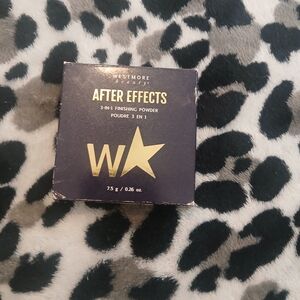 WESTMORE
beauty
AFTER EFFECTS
3-IN-1 FINISHING POWDER
POUDRE 3 EN 1
W
7.5 g / 0.26 oz.